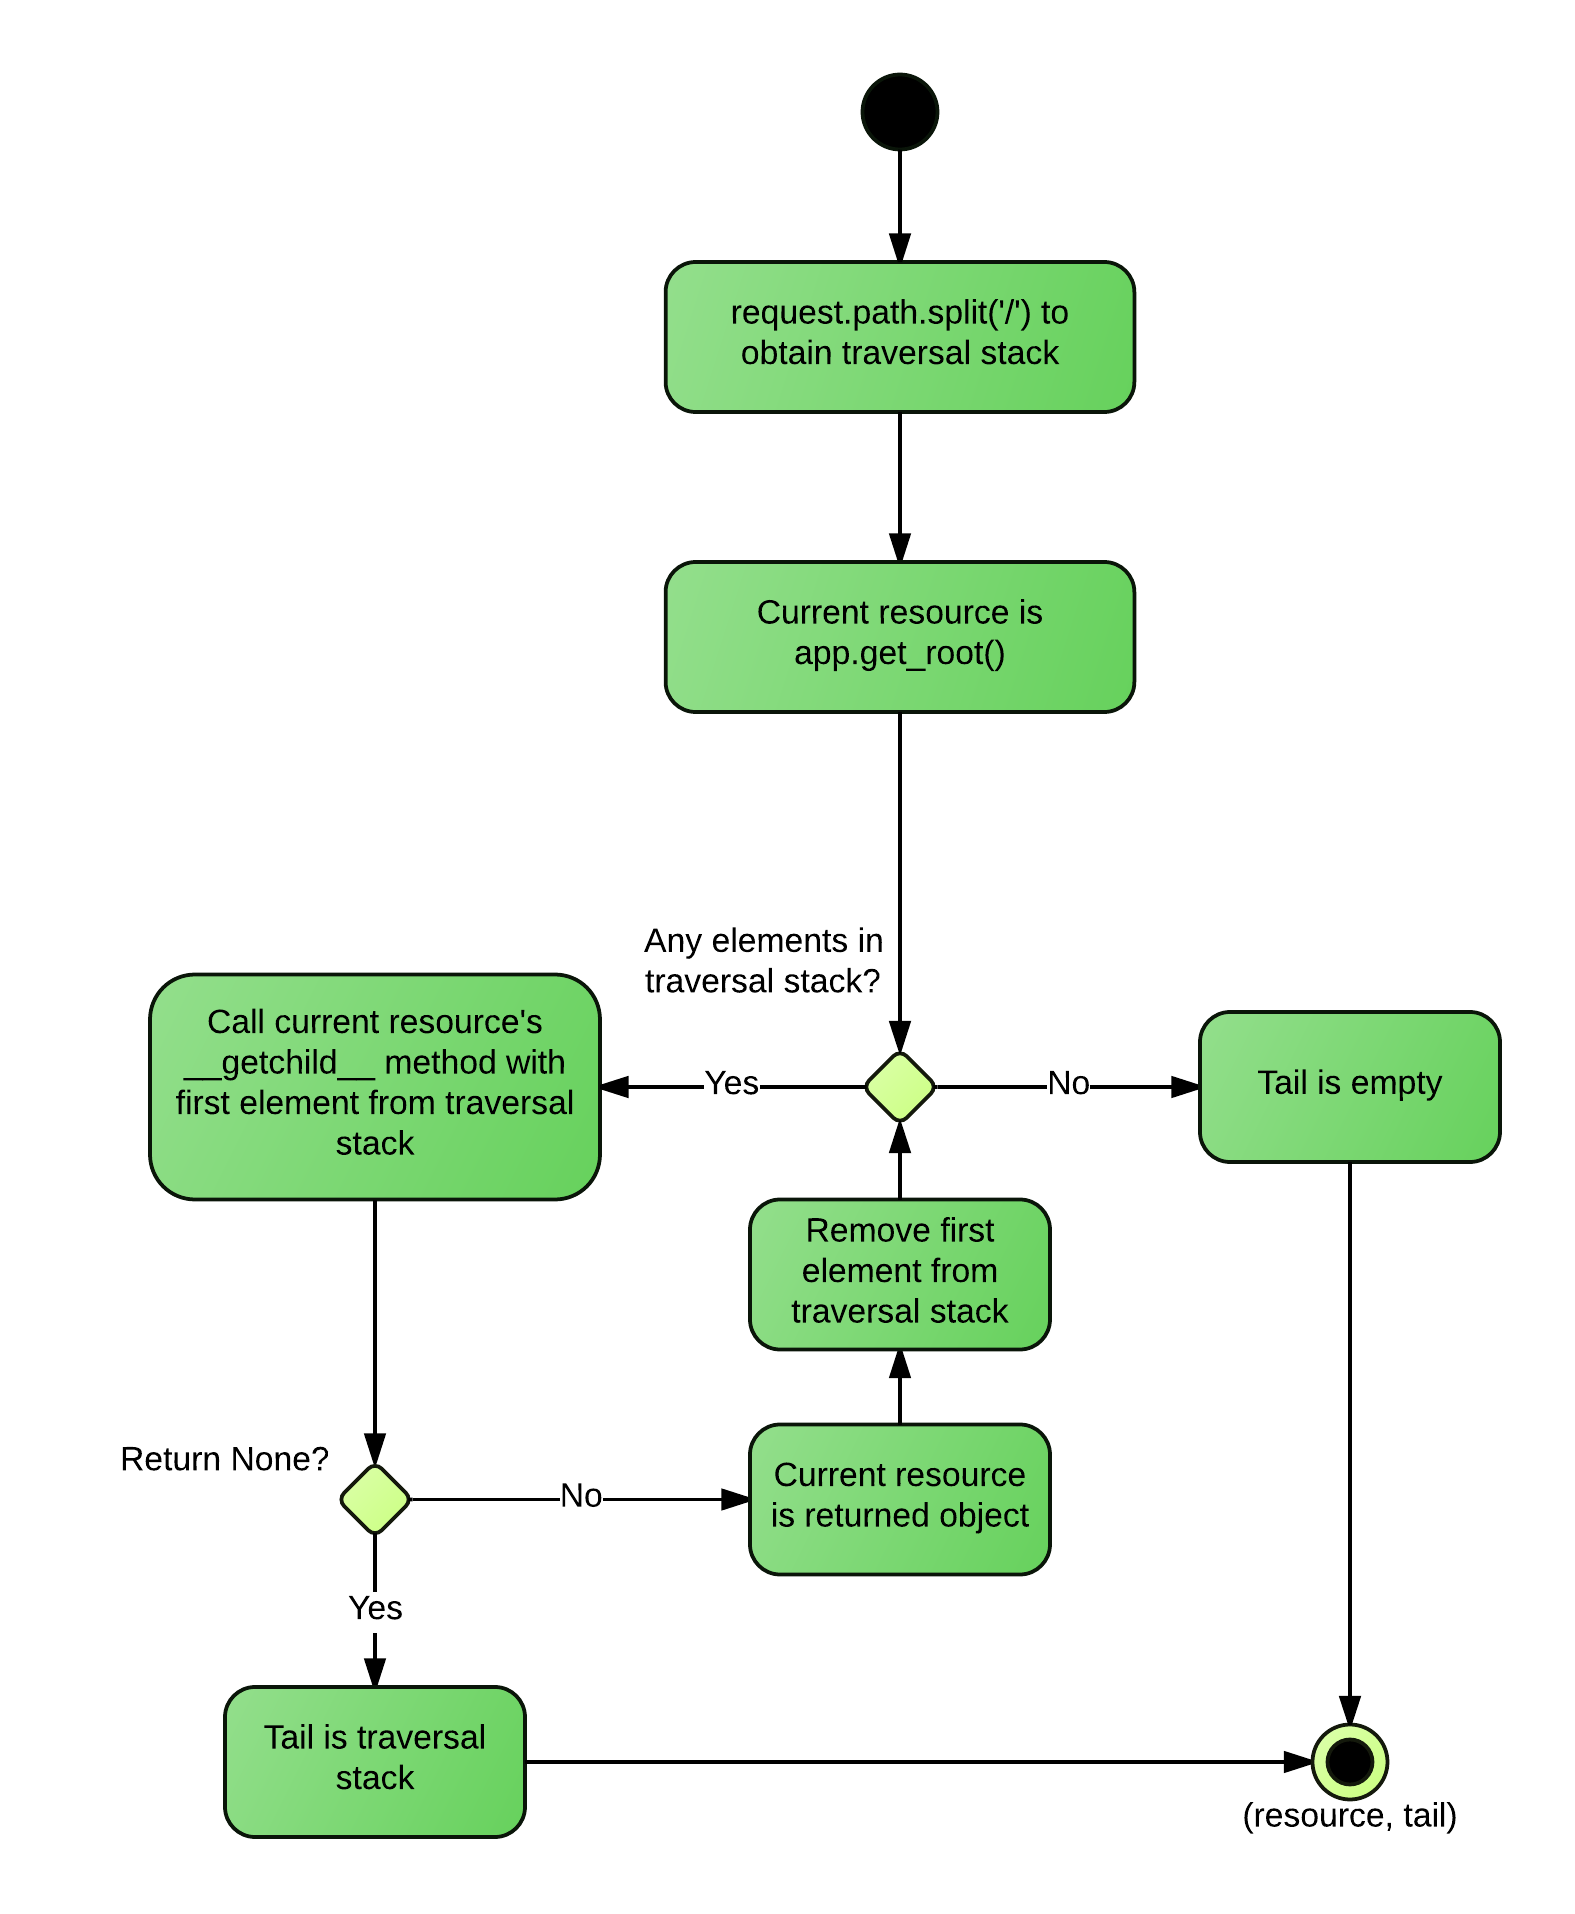 request.path.split('/') to
obtain traversal stack
Current resource is
app.get_root()
Any elements in
traversal stack?
Call current resource's
__getchild__ method with
first element from traversal
stack
Yes
No
Tail is empty
Remove first
element from
traversal stack
Return None?
No
Current resource
is returned object
Yes
Tail is traversal
stack
(resource, tail)